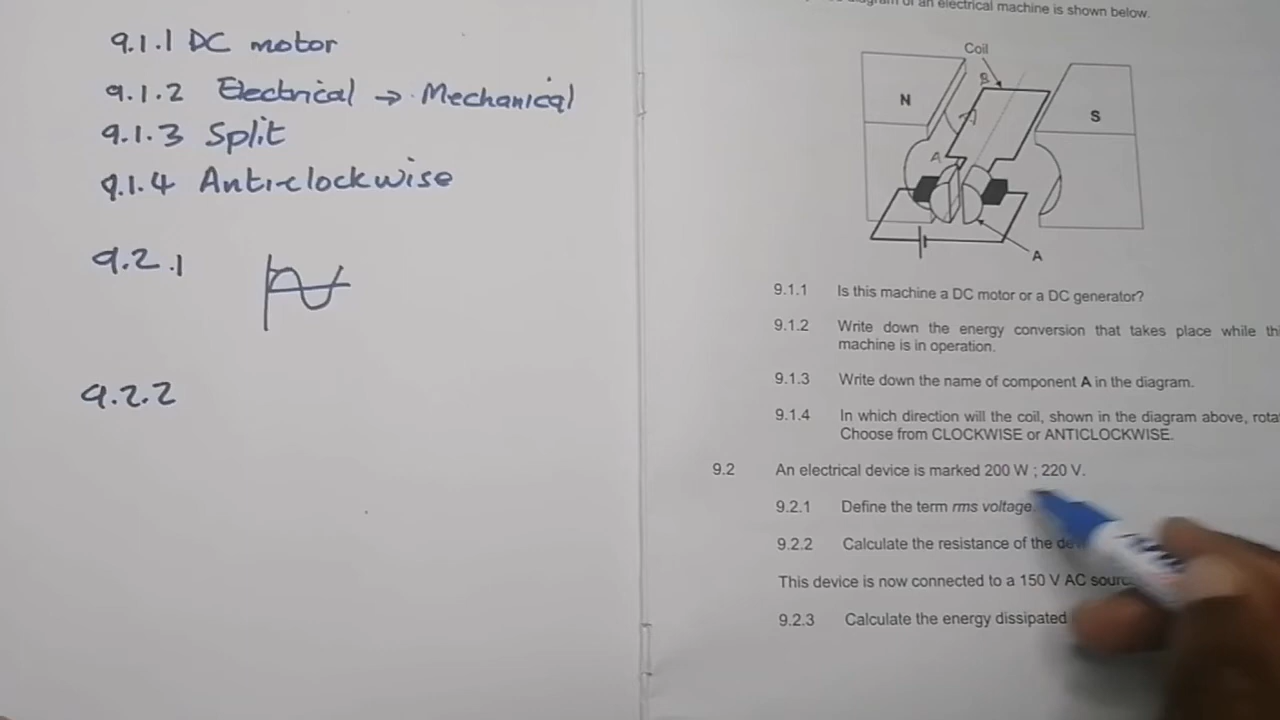 9.1.1 DC motor
9.1.2 Electrical → Mechanical
9.1.3 Split
9.1.4 Anti-clockwise
9.2.1
9.2.2
of an electrical machine is shown below.
Coil
B
N
S
A
A
9.1.1 Is this machine a DC motor or a DC generator?
9.1.2 Write down the energy conversion that takes place while
machine is in operation.
9.1.3 Write down the name of component A in the diagram.
9.1.4 In which direction will the coil, shown in the diagram above,
Choose from CLOCKWISE or ANTICLOCKWISE.
9.2 An electrical device is marked 200 W ; 220 V.
9.2.1 Define the term rms voltage.
9.2.2 Calculate the resistance of the
This device is now connected to a 150 V AC
9.2.3 Calculate the energy dissipated